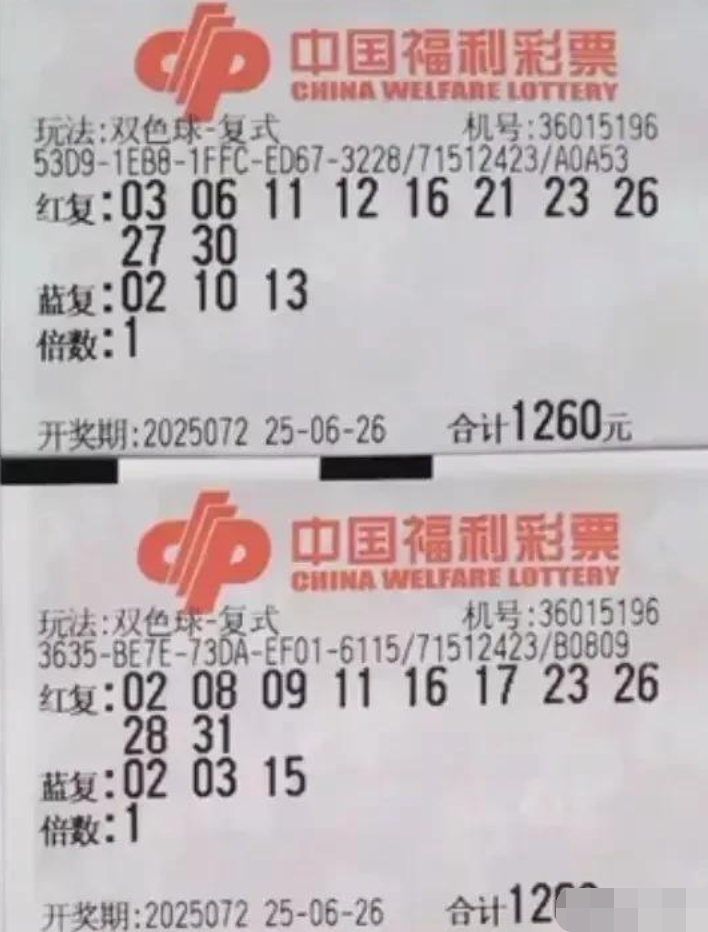 中国福利彩票
CHINA WELFARE LOTTERY
玩法:双色球-复式 机号:36015196
53D9-1EB8-1FFC-ED67-3228/71512423/A0A53
红复:03 06 11 12 16 21 23 26
27 30
蓝复:02 10 13
倍数:1
开奖期:2025072 25-06-26 合计1260元
中国福利彩票
CHINA WELFARE LOTTERY
玩法:双色球-复式 机号:36015196
3635-BE7E-73DA-EF01-6115/71512423/B0809
红复:02 08 09 11 16 17 23 26
28 31
蓝复:02 03 15
倍数:1
开奖期:2025072 25-06-26 合计